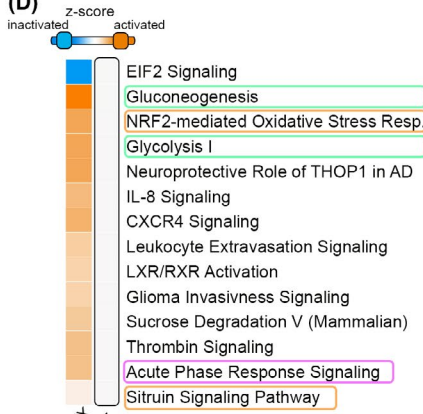 (D)
z-score
inactivated activated
EIF2 Signaling
Gluconeogenesis
NRF2-mediated Oxidative Stress Resp.
Glycolysis I
Neuroprotective Role of THOP1 in AD
IL-8 Signaling
CXCR4 Signaling
Leukocyte Extravasation Signaling
LXR/RXR Activation
Glioma Invasivness Signaling
Sucrose Degradation V (Mammalian)
Thrombin Signaling
Acute Phase Response Signaling
Sitruin Signaling Pathway